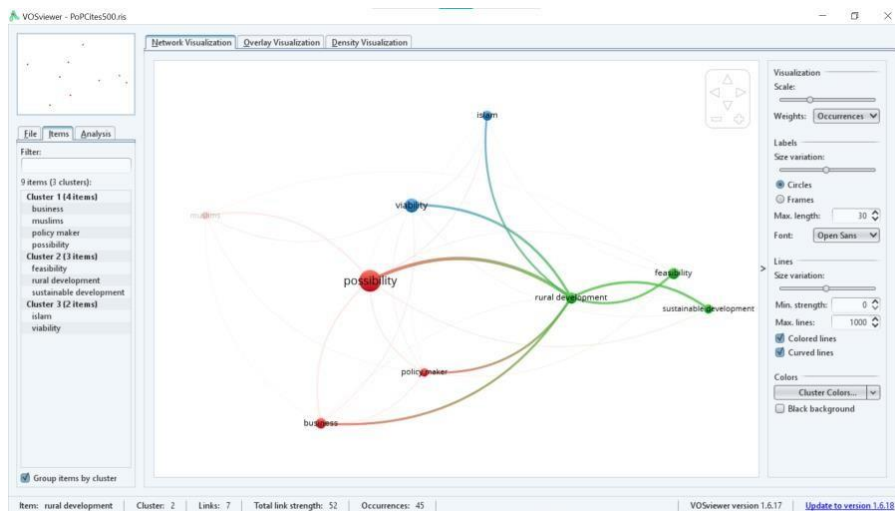 VOSviewer - PoPCites500.ris
Network Visualization Overlay Visualization Density Visualization
File Items Analysis
Filter:
9 items (3 clusters):
Cluster 1 (4 items)
business
muslims
policy maker
possibility
Cluster 2 (3 items)
feasibility
rural development
sustainable development
Cluster 3 (2 items)
islam
viability
Group items by cluster
islam
viability
muslims
possibility
feasibility
rural development
sustainable development
policy maker
business
Visualization
Scale:
Weights: Occurrences
Labels
Size variation:
Circles
Frames
Max. length: 30
Font: Open Sans
Lines
Size variation:
Min. strength: 0
Max. lines: 1000
Colored lines
Curved lines
Colors
Cluster Colors...
Black background
Item: rural development Cluster: 2 Links: 7 Total link strength: 52 Occurrences: 45 VOSviewer version 1.6.17 Update to version 1.6.18